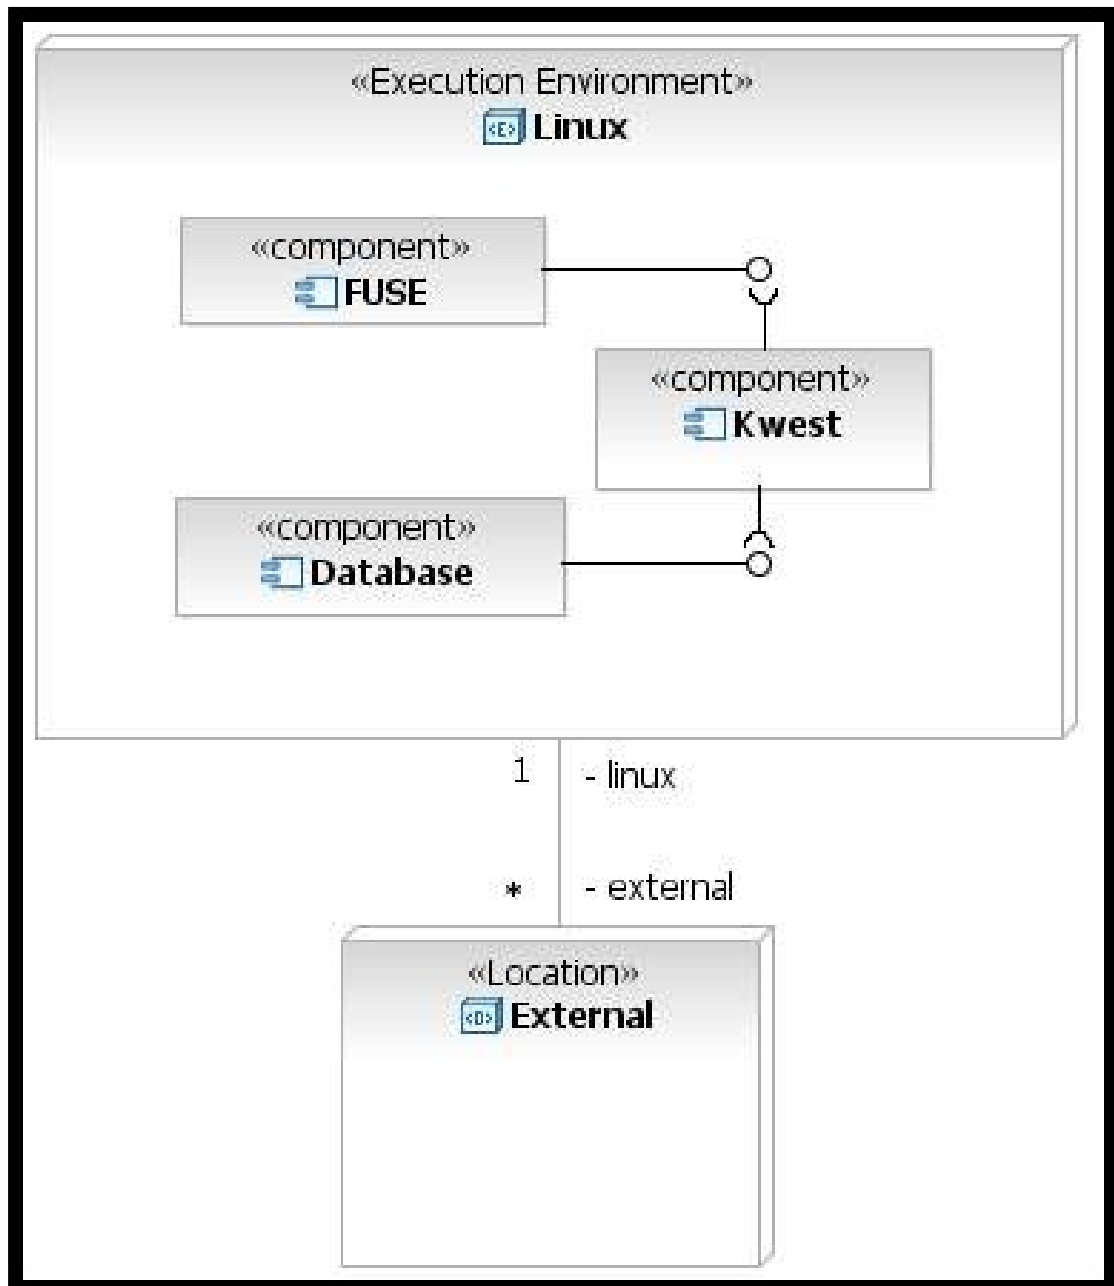 «Execution Environment»
<E> Linux
«component»
FUSE
«component»
Kwest
«component»
Database
1 - linux
* - external
«Location»
<D> External